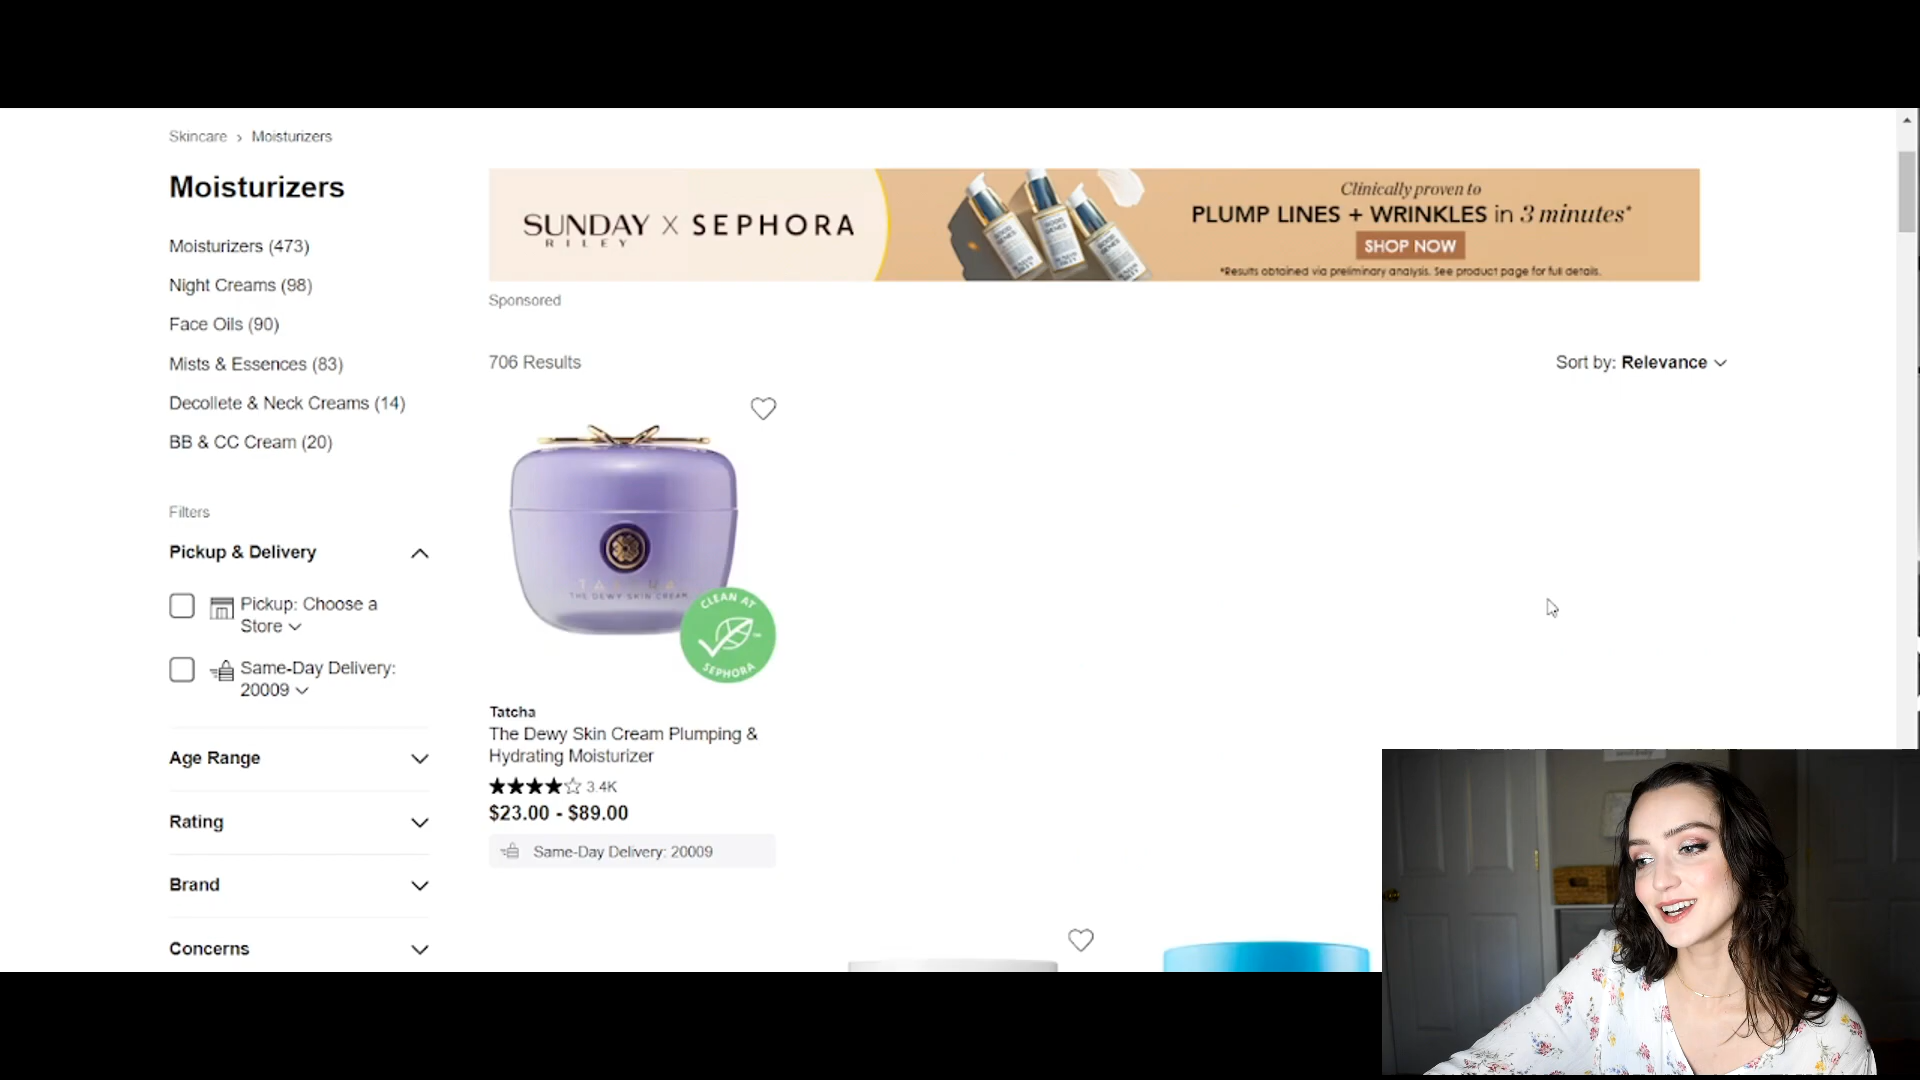 Skincare > Moisturizers
Moisturizers
Moisturizers (473)
Night Creams (98)
Face Oils (90)
Mists & Essences (83)
Decollete & Neck Creams (14)
BB & CC Cream (20)
Filters
Pickup & Delivery
Pickup: Choose a
Store
Same-Day Delivery:
20009
Age Range
Rating
Brand
Concerns
SUNDAY X SEPHORA
RILEY
Clinically proven to
PLUMP LINES + WRINKLES in 3 minutes*
SHOP NOW
*Results obtained via preliminary analysis. See product page for full details.
Sponsored
706 Results
Sort by: Relevance
THE DEWY SKIN CREAM
CLEAN AT
SEPHORA
Tatcha
The Dewy Skin Cream Plumping &
Hydrating Moisturizer
3.4K
$23.00 - $89.00
Same-Day Delivery: 20009